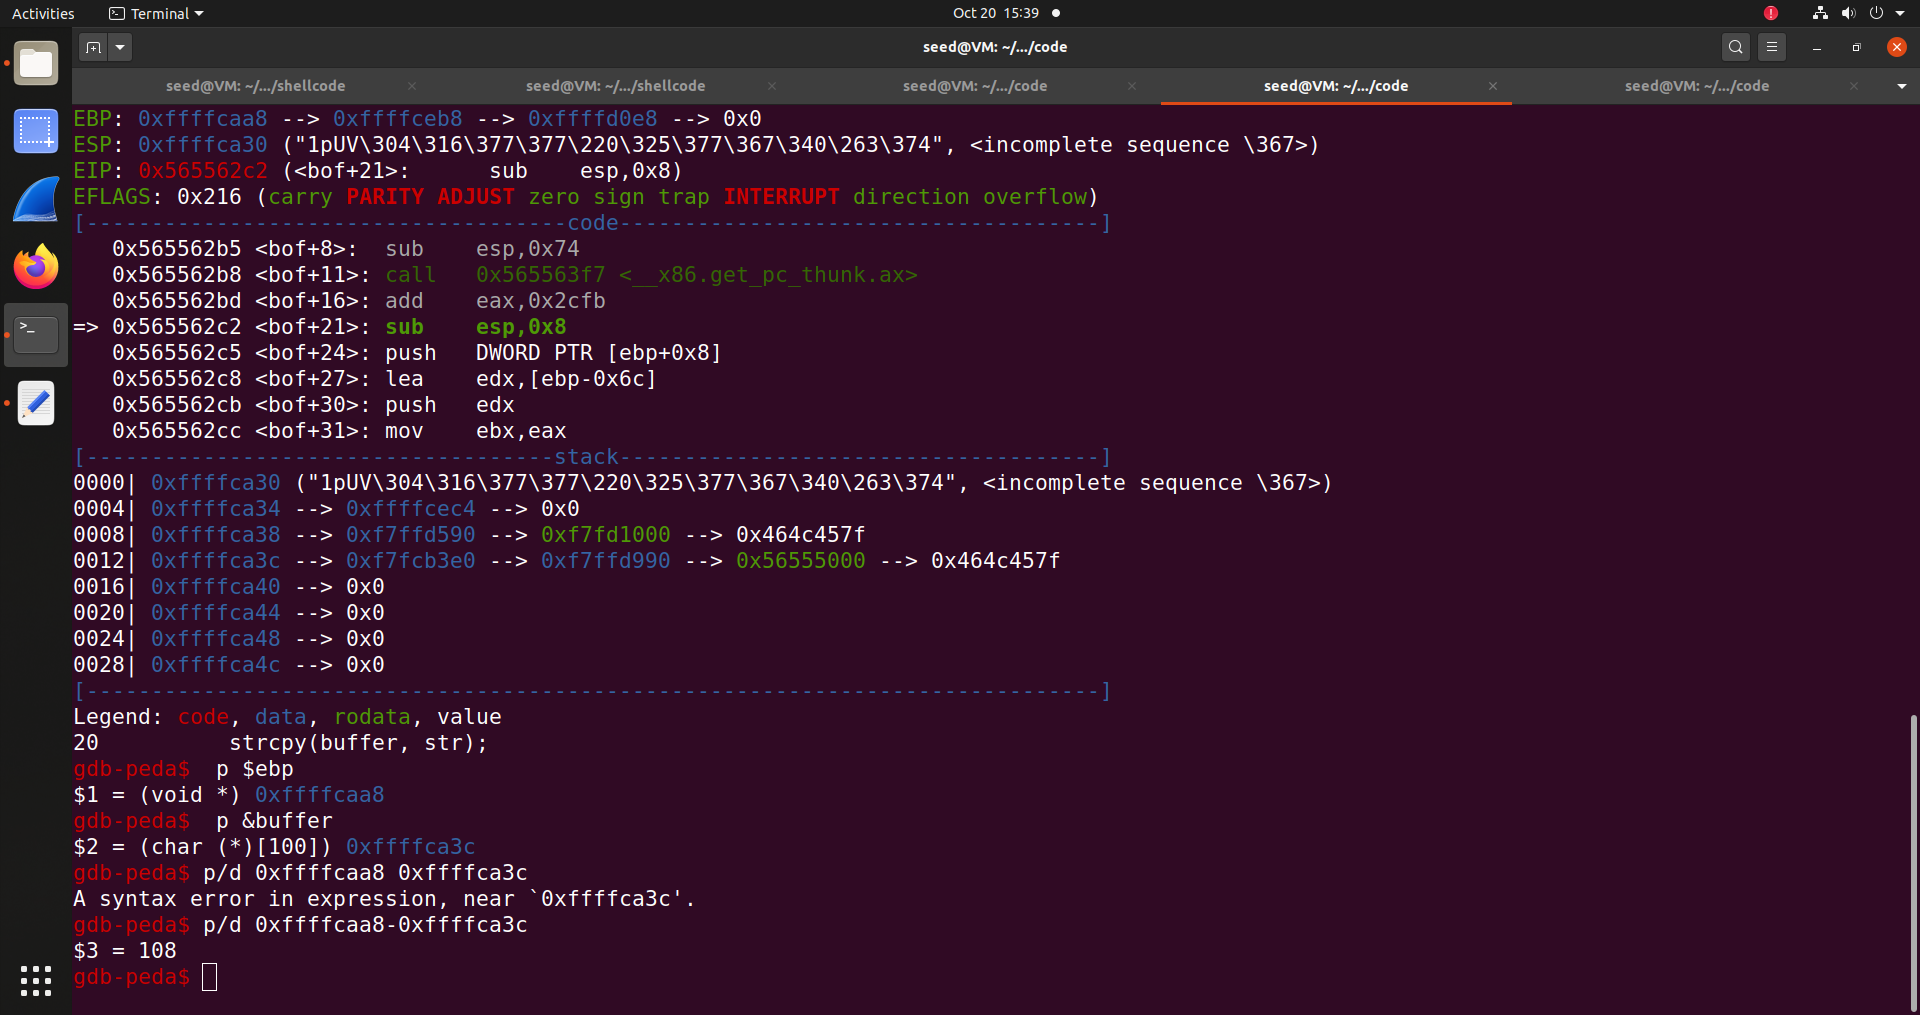 Activities Terminal Oct 20 15:39
seed@VM: ~/.../code
seed@VM: ~/.../shellcode seed@VM: ~/.../shellcode seed@VM: ~/.../code seed@VM: ~/.../code seed@VM: ~/.../code
EBP: 0xffffcaa8 --> 0xffffceb8 --> 0xffffd0e8 --> 0x0
ESP: 0xffffca30 ("1pUV\304\316\377\377\220\325\377\367\340\263\374", <incomplete sequence \367>)
EIP: 0x565562c2 (<bof+21>:      sub    esp,0x8)
EFLAGS: 0x216 (carry PARITY ADJUST zero sign trap INTERRUPT direction overflow)
[-------------------------------------code-------------------------------------]
   0x565562b5 <bof+8>:  sub    esp,0x74
   0x565562b8 <bof+11>: call   0x565563f7 <__x86.get_pc_thunk.ax>
   0x565562bd <bof+16>: add    eax,0x2cfb
=> 0x565562c2 <bof+21>: sub    esp,0x8
   0x565562c5 <bof+24>: push   DWORD PTR [ebp+0x8]
   0x565562c8 <bof+27>: lea    edx,[ebp-0x6c]
   0x565562cb <bof+30>: push   edx
   0x565562cc <bof+31>: mov    ebx,eax
[------------------------------------stack-------------------------------------]
0000| 0xffffca30 ("1pUV\304\316\377\377\220\325\377\367\340\263\374", <incomplete sequence \367>)
0004| 0xffffca34 --> 0xffffcec4 --> 0x0
0008| 0xffffca38 --> 0xf7ffd590 --> 0xf7fd1000 --> 0x464c457f
0012| 0xffffca3c --> 0xf7fcb3e0 --> 0xf7ffd990 --> 0x56555000 --> 0x464c457f
0016| 0xffffca40 --> 0x0
0020| 0xffffca44 --> 0x0
0024| 0xffffca48 --> 0x0
0028| 0xffffca4c --> 0x0
[------------------------------------------------------------------------------]
Legend: code, data, rodata, value
20          strcpy(buffer, str);
gdb-peda$  p $ebp
$1 = (void *) 0xffffcaa8
gdb-peda$  p &buffer
$2 = (char (*)[100]) 0xffffca3c
gdb-peda$ p/d 0xffffcaa8 0xffffca3c
A syntax error in expression, near `0xffffca3c'.
gdb-peda$ p/d 0xffffcaa8-0xffffca3c
$3 = 108
gdb-peda$